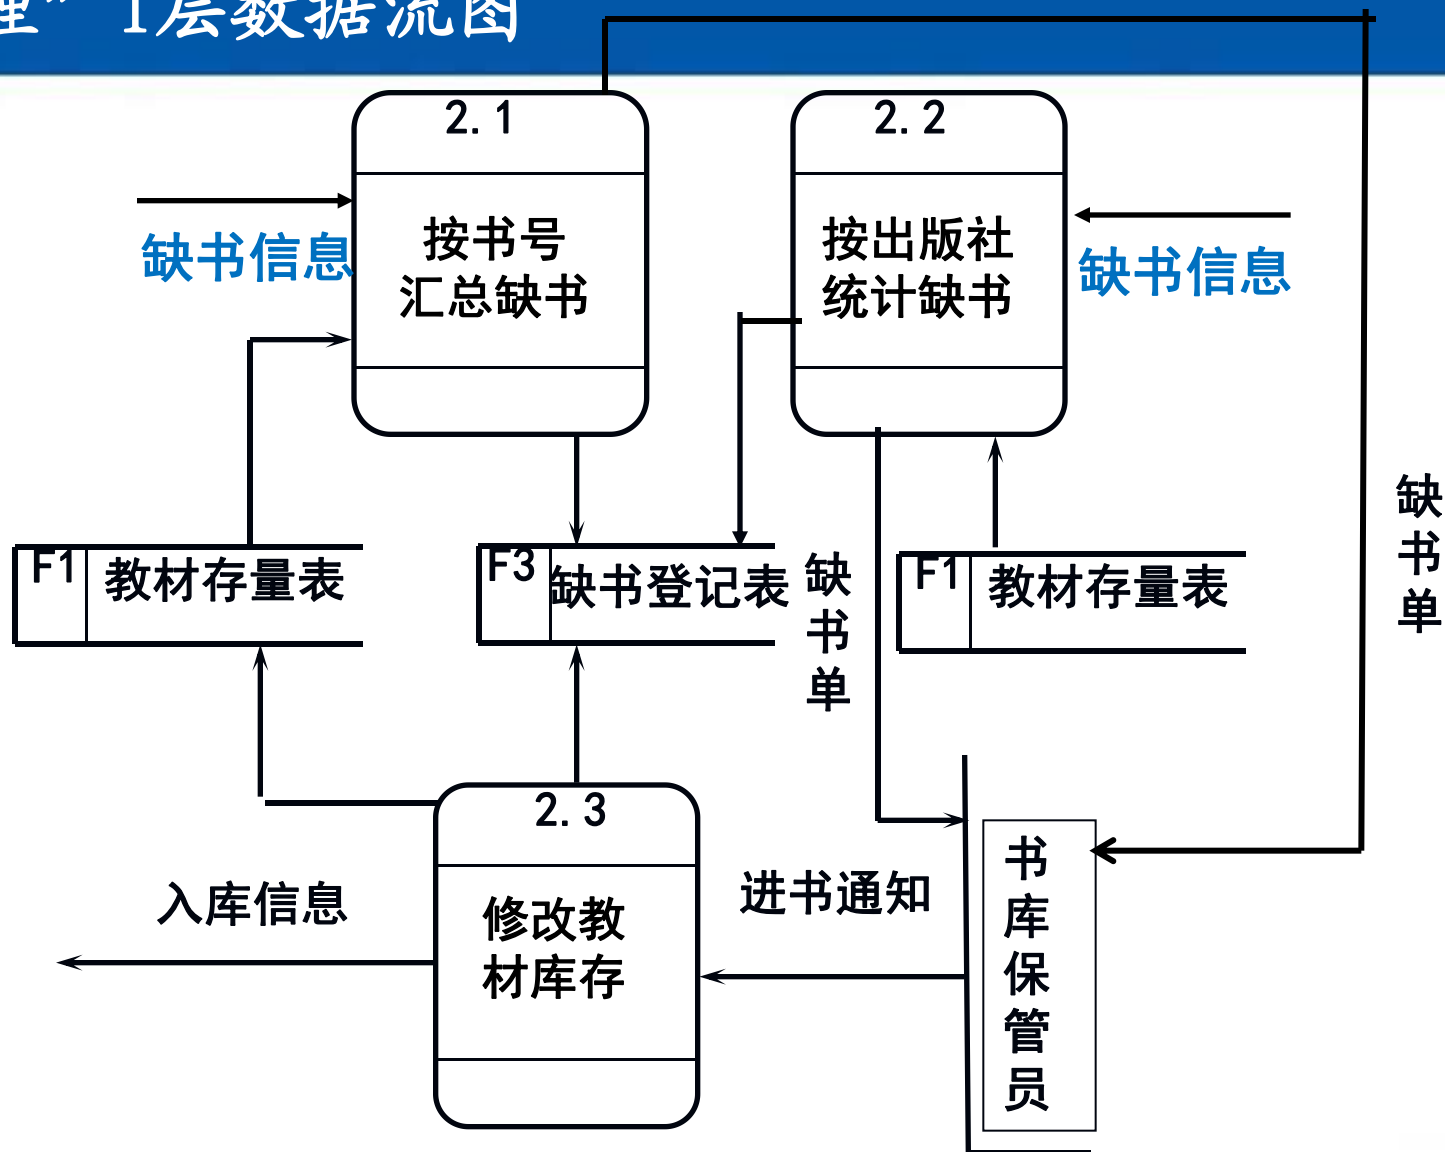 理”1层数据流图
2.1
2.2
按书号
汇总缺书
按出版社
统计缺书
缺书信息
缺书信息
F1
教材存量表
F3
缺书登记表
F1
教材存量表
缺
书
单
缺
书
单
2.3
修改教
材库存
入库信息
进书通知
书
库
保
管
员